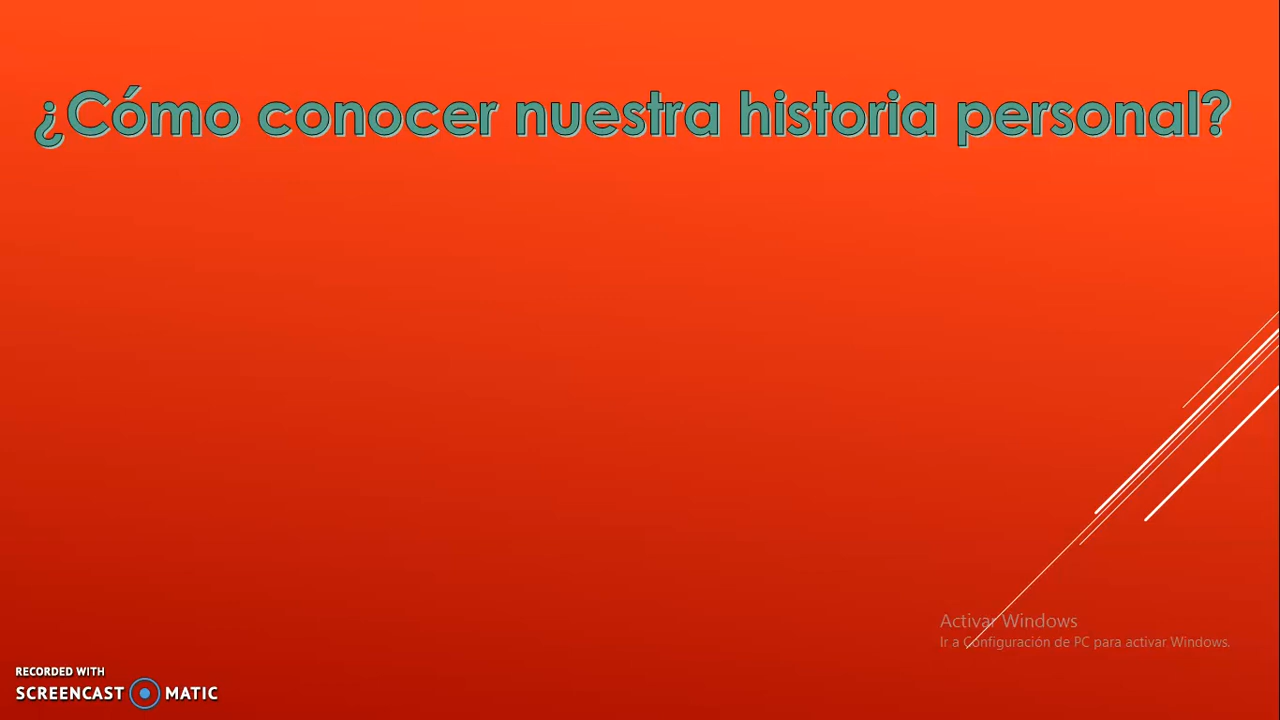 ¿Cómo conocer nuestra historia personal?
Activar Windows
Ir a Configuración de PC para activar Windows.
RECORDED WITH
SCREENCAST MATIC